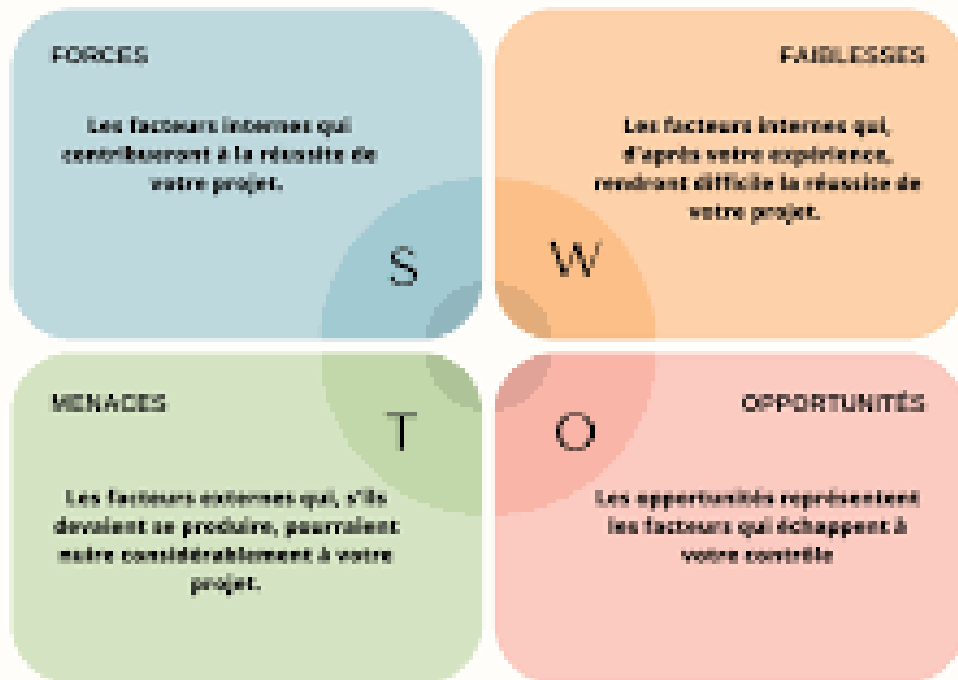 FORCES
Les facteurs internes qui
contribueront à la réussite de
votre projet.
S
FAIBLESSES
Les facteurs internes qui,
d'après votre expérience,
rendront difficile la réussite de
votre projet.
W
MENACES
T
Les facteurs externes qui, s'ils
devaient se produire, pourraient
nuire considérablement à votre
projet.
OPPORTUNITÉS
O
Les opportunités représentent
les facteurs qui échappent à
votre contrôle